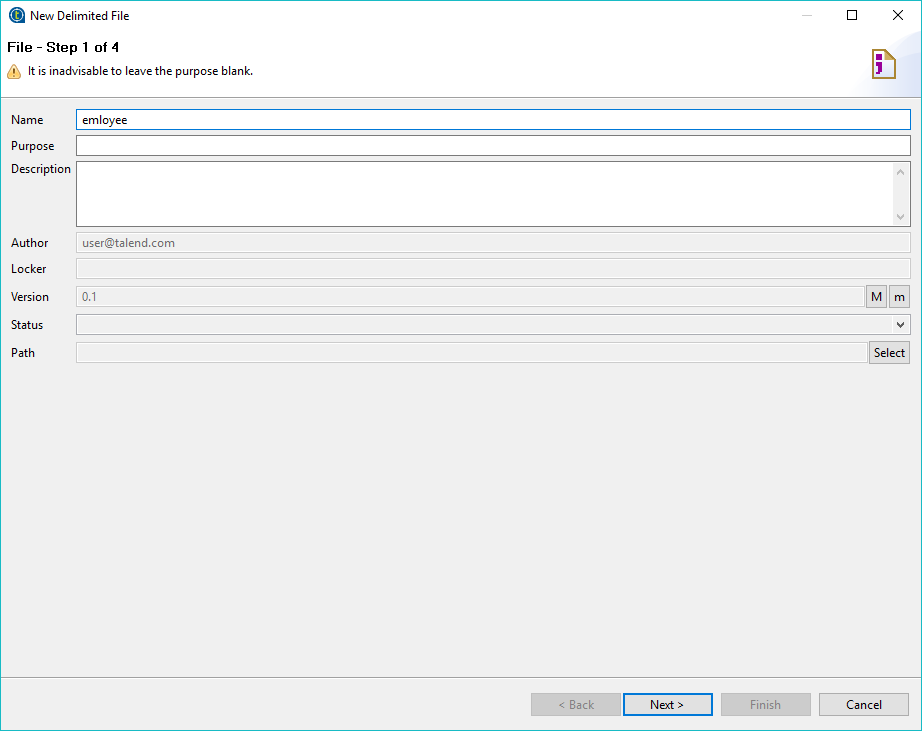 New Delimited File
File - Step 1 of 4
It is inadvisable to leave the purpose blank.
Name emloyee
Purpose
Description
Author user@talend.com
Locker
Version 0.1 M m
Status
Path Select
< Back Next > Finish Cancel